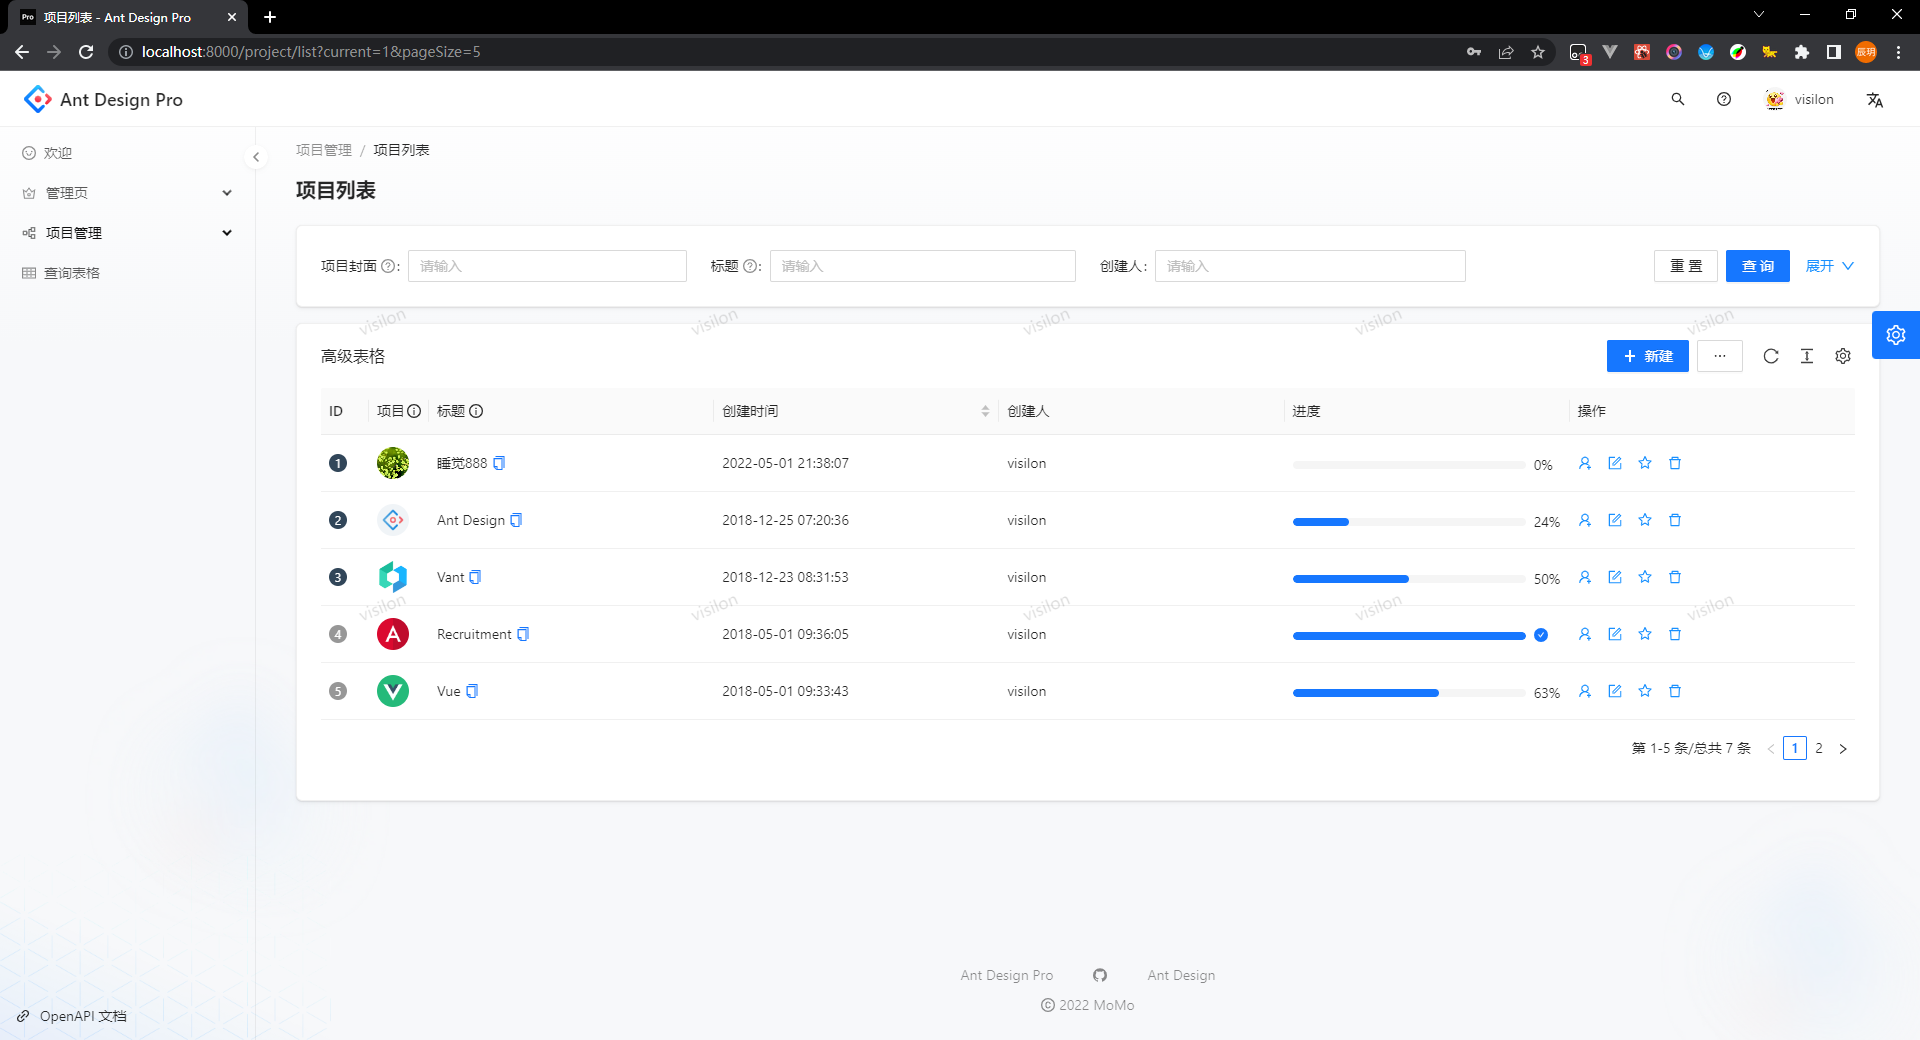 Pro 项目列表 - Ant Design Pro
localhost:8000/project/list?current=1&pageSize=5
3
辰玥
Ant Design Pro
visilon
欢迎
管理页
项目管理
查询表格
项目管理 / 项目列表
项目列表
项目封面 : 请输入 标题 : 请输入 创建人: 请输入 重 置 查 询 展开
visilon visilon visilon visilon visilon
高级表格 新建 ...
ID 项目 标题 创建时间 创建人 进度 操作
1 睡觉888 2022-05-01 21:38:07 visilon 0%
2 Ant Design 2018-12-25 07:20:36 visilon 24%
3 Vant 2018-12-23 08:31:53 visilon 50%
visilon visilon visilon visilon visilon
4 A Recruitment 2018-05-01 09:36:05 visilon
5 Vue 2018-05-01 09:33:43 visilon 63%
第 1-5 条/总共 7 条 < 1 2 >
Ant Design Pro Ant Design
© 2022 MoMo
OpenAPI 文档